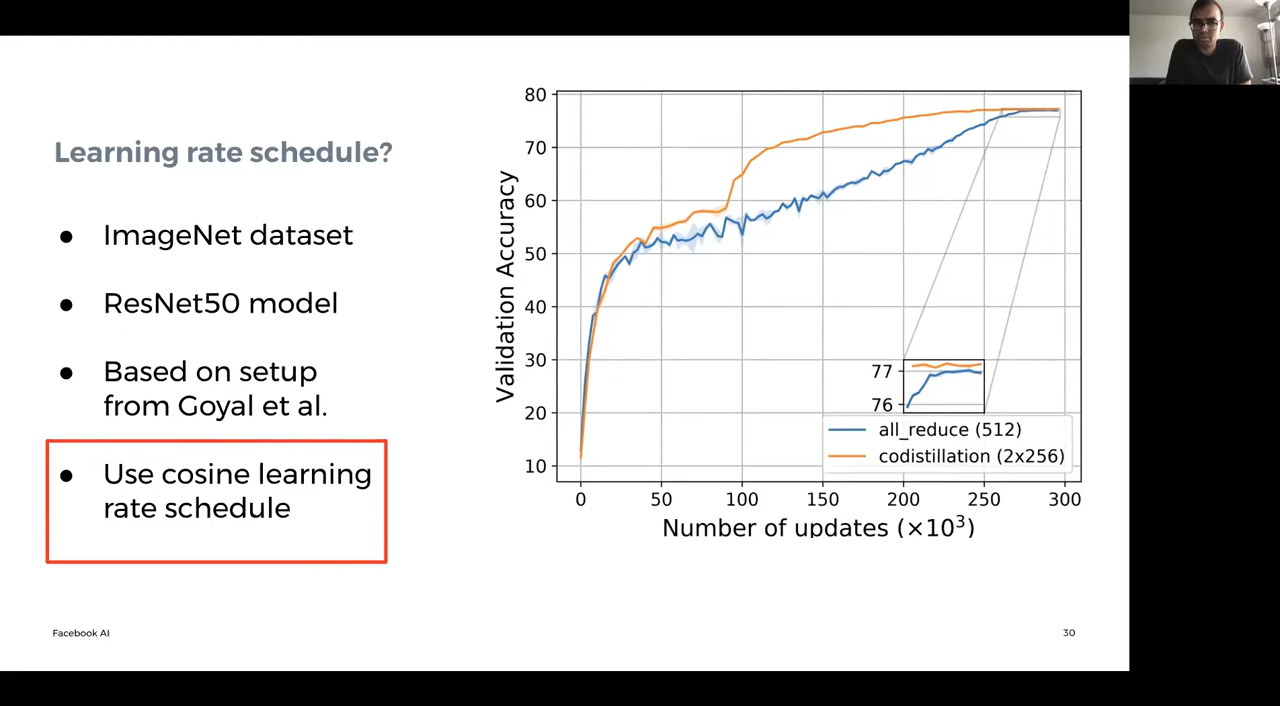 Learning rate schedule?
● ImageNet dataset
● ResNet50 model
● Based on setup
from Goyal et al.
● Use cosine learning
rate schedule
Validation Accuracy
80
70
60
50
40
30
20
10
77
76
all_reduce (512)
codistillation (2x256)
0 50 100 150 200 250 300
Number of updates (×10³)
Facebook AI
30